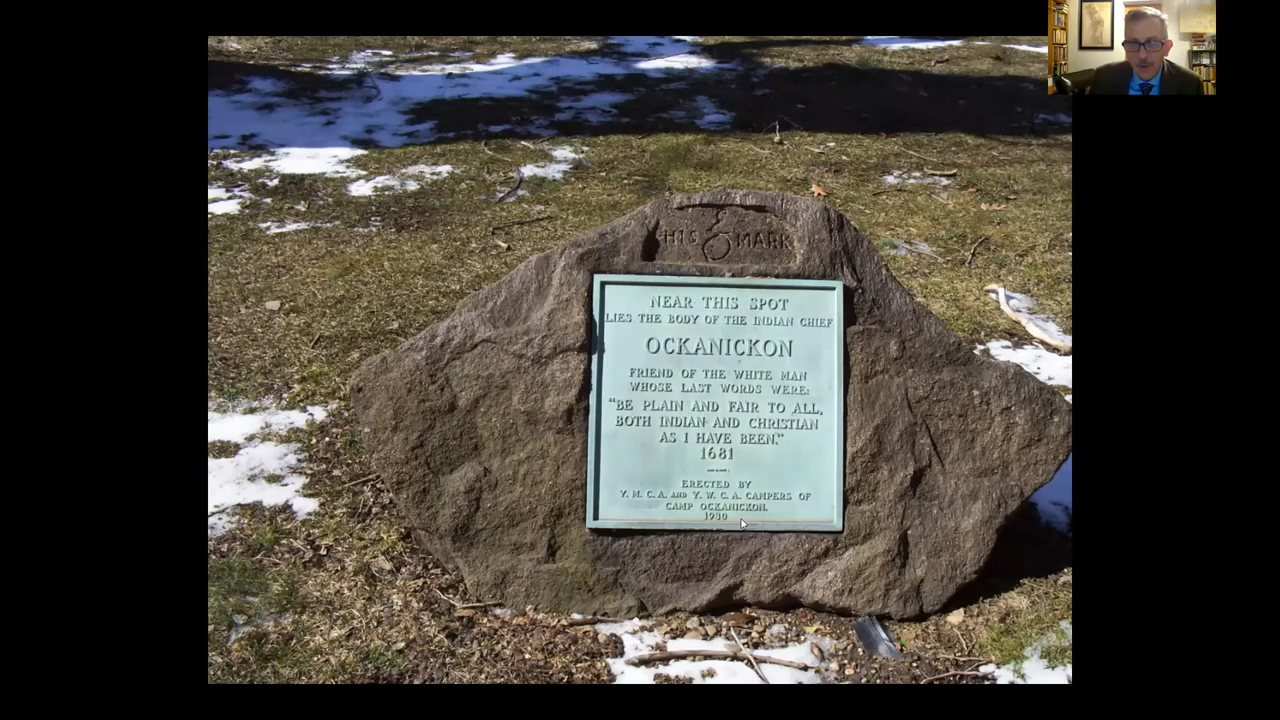 HIS MARK
NEAR THIS SPOT
LIES THE BODY OF THE INDIAN CHIEF
OCKANICKON
FRIEND OF THE WHITE MAN
WHOSE LAST WORDS WERE:
"BE PLAIN AND FAIR TO ALL,
BOTH INDIAN AND CHRISTIAN
AS I HAVE BEEN."
1681
ERECTED BY
Y. M. C. A. AND Y. W. C. A. CAMPERS OF
CAMP OCKANICKON.
1930